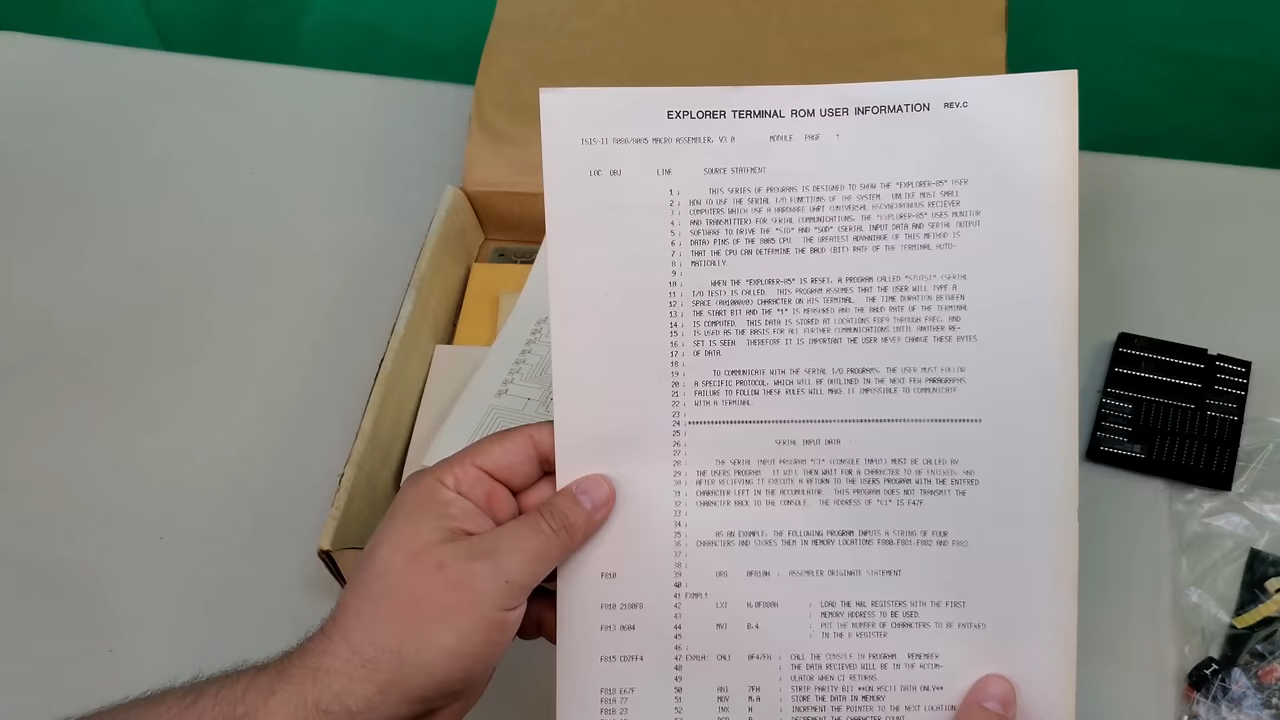 EXPLORER TERMINAL ROM USER INFORMATION REV.C
ISIS-II 8080/8085 MACRO ASSEMBLER, V3.0 MODULE PAGE 1
LOC OBJ LINE SOURCE STATEMENT
1 ; THIS SERIES OF PROGRAMS IS DESIGNED TO SHOW THE "EXPLORER-85" USER
2 ; HOW TO USE THE SERIAL I/O FUNCTIONS OF THE SYSTEM. UNLIKE MOST SMALL
3 ; COMPUTERS WHICH USE A HARDWARE UART (UNIVERSAL ASYNCHRONOUS RECIEVER
4 ; AND TRANSMITTER) FOR SERIAL COMMUNICATIONS, THE "EXPLORER-85" USES MONITOR
5 ; SOFTWARE TO DRIVE THE "SID" AND "SOD" (SERIAL INPUT DATA AND SERIAL OUTPUT
6 ; DATA) PINS OF THE 8085 CPU. THE GREATEST ADVANTAGE OF THIS METHOD IS
7 ; THAT THE CPU CAN DETERMINE THE BAUD (BIT) RATE OF THE TERMINAL AUTO-
8 ; MATICALLY.
9 ;
10 ; WHEN THE "EXPLORER-85" IS RESET, A PROGRAM CALLED (SERIAL
11 ; I/O TEST) IS CALLED. THIS PROGRAM ASSUMES THAT THE USER WILL TYPE A
12 ; SPACE (00100000) CHARACTER ON HIS TERMINAL. THE TIME DURATION BETWEEN
13 ; THE START BIT AND THE "1" IS MEASURED AND THE BAUD RATE OF THE TERMINAL
14 ; IS COMPUTED. THIS DATA IS STORED AT LOCATIONS F8F9 THROUGH F8FC, AND
15 ; IS USED AS THE BASIS FOR ALL FURTHER COMMUNICATIONS UNTIL ANOTHER RE-
16 ; SET IS SEEN. THEREFORE IT IS IMPORTANT THE USER NEVER CHANGE THESE BYTES
17 ; OF DATA.
18 ;
19 ; TO COMMUNICATE WITH THE SERIAL I/O PROGRAMS, THE USER MUST FOLLOW
20 ; A SPECIFIC PROTOCOL, WHICH WILL BE OUTLINED IN THE NEXT FEW PARAGRAPHS.
21 ; FAILURE TO FOLLOW THESE RULES WILL MAKE IT IMPOSSIBLE TO COMMUNICATE
22 ; WITH A TERMINAL.
23 ;
24 ;**********************************************************************
25 ;
26 ; SERIAL INPUT DATA
27 ;
28 ; THE SERIAL INPUT PROGRAM "CI" (CONSOLE INPUT) MUST BE CALLED BY
29 ; THE USERS PROGRAM. IT WILL THEN WAIT FOR A CHARACTER TO BE ENTERED, AND
30 ; AFTER RECIEVING IT EXECUTE A RETURN TO THE USERS PROGRAM WITH THE ENTERED
31 ; CHARACTER LEFT IN THE ACCUMULATOR. THIS PROGRAM DOES NOT TRANSMIT THE
32 ; CHARACTER BACK TO THE CONSOLE. THE ADDRESS OF "CI" IS F47F.
33 ;
34 ;
35 ; AS AN EXAMPLE, THE FOLLOWING PROGRAM INPUTS A STRING OF FOUR
36 ; CHARACTERS AND STORES THEM IN MEMORY LOCATIONS F880,F881,F882 AND F883.
37 ;
38 ;
F810 39 ORG 0F810H ; ASSEMBLER ORIGINATE STATEMENT
40 ;
41 EXMPL1:
F810 2180F8 42 LXI H,0F880H ; LOAD THE H&L REGISTERS WITH THE FIRST
43 ; MEMORY ADDRESS TO BE USED.
F813 0604 44 MVI B,4 ; PUT THE NUMBER OF CHARACTERS TO BE ENTERED
45 ; IN THE B REGISTER
46 ;
F815 CD7FF4 47 EXM1A: CALL 0F47FH ; CALL THE CONSOLE IN PROGRAM. REMEMBER
48 ; THE DATA RECIEVED WILL BE IN THE ACCUM-
49 ; ULATOR WHEN CI RETURNS
F818 E67F 50 ANI 7FH ; STRIP PARITY BIT **ON ASCII DATA ONLY**
F81A 77 51 MOV M,A ; STORE THE DATA IN MEMORY
F81B 23 52 INX H ; INCREMENT THE POINTER TO THE NEXT LOCATION
53 DCR B ; DECREMENT THE CHARACTER COUNT